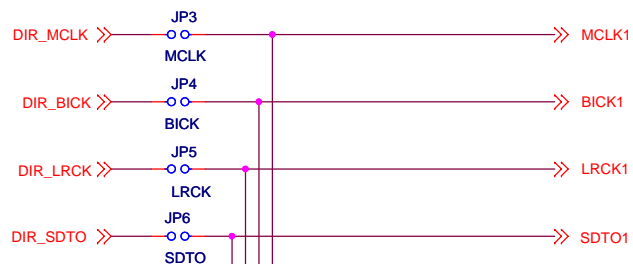 JP3
DIR_MCLK
MCLK1
MCLK
JP4
DIR_BICK
BICK1
BICK
JP5
DIR_LRCK
LRCK1
LRCK
JP6
DIR_SDTO
SDTO1
SDTO